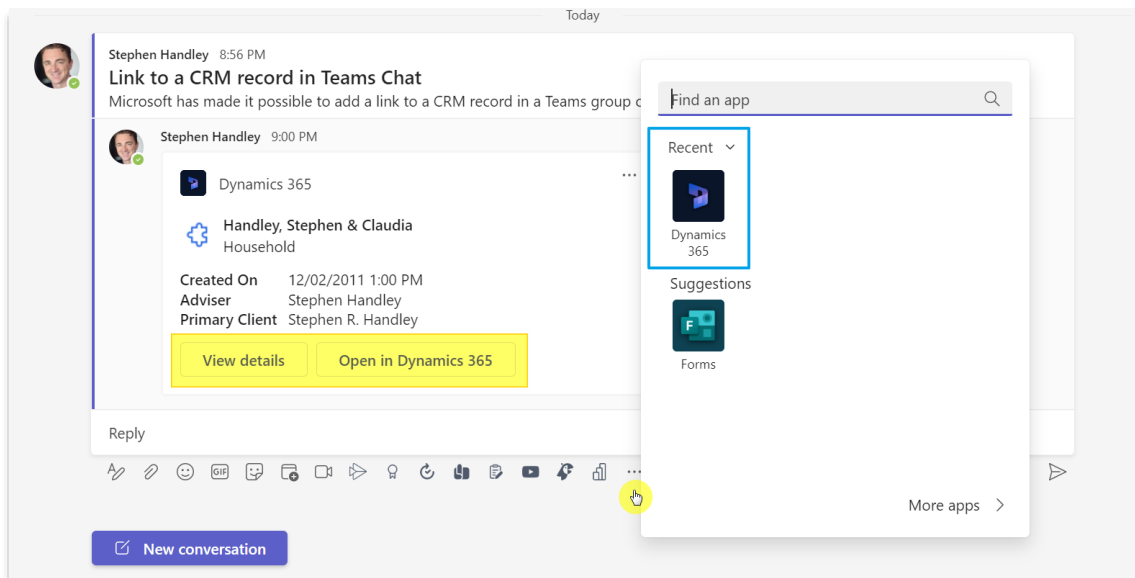 Today
Stephen Handley 8:56 PM
Link to a CRM record in Teams Chat
Microsoft has made it possible to add a link to a CRM record in a Teams group
Stephen Handley 9:00 PM
Dynamics 365
Handley, Stephen & Claudia
Household
Created On 12/02/2011 1:00 PM
Adviser Stephen Handley
Primary Client Stephen R. Handley
View details Open in Dynamics 365
Reply
GIF
New conversation
Find an app
Recent
Dynamics
365
Suggestions
F
Forms
More apps